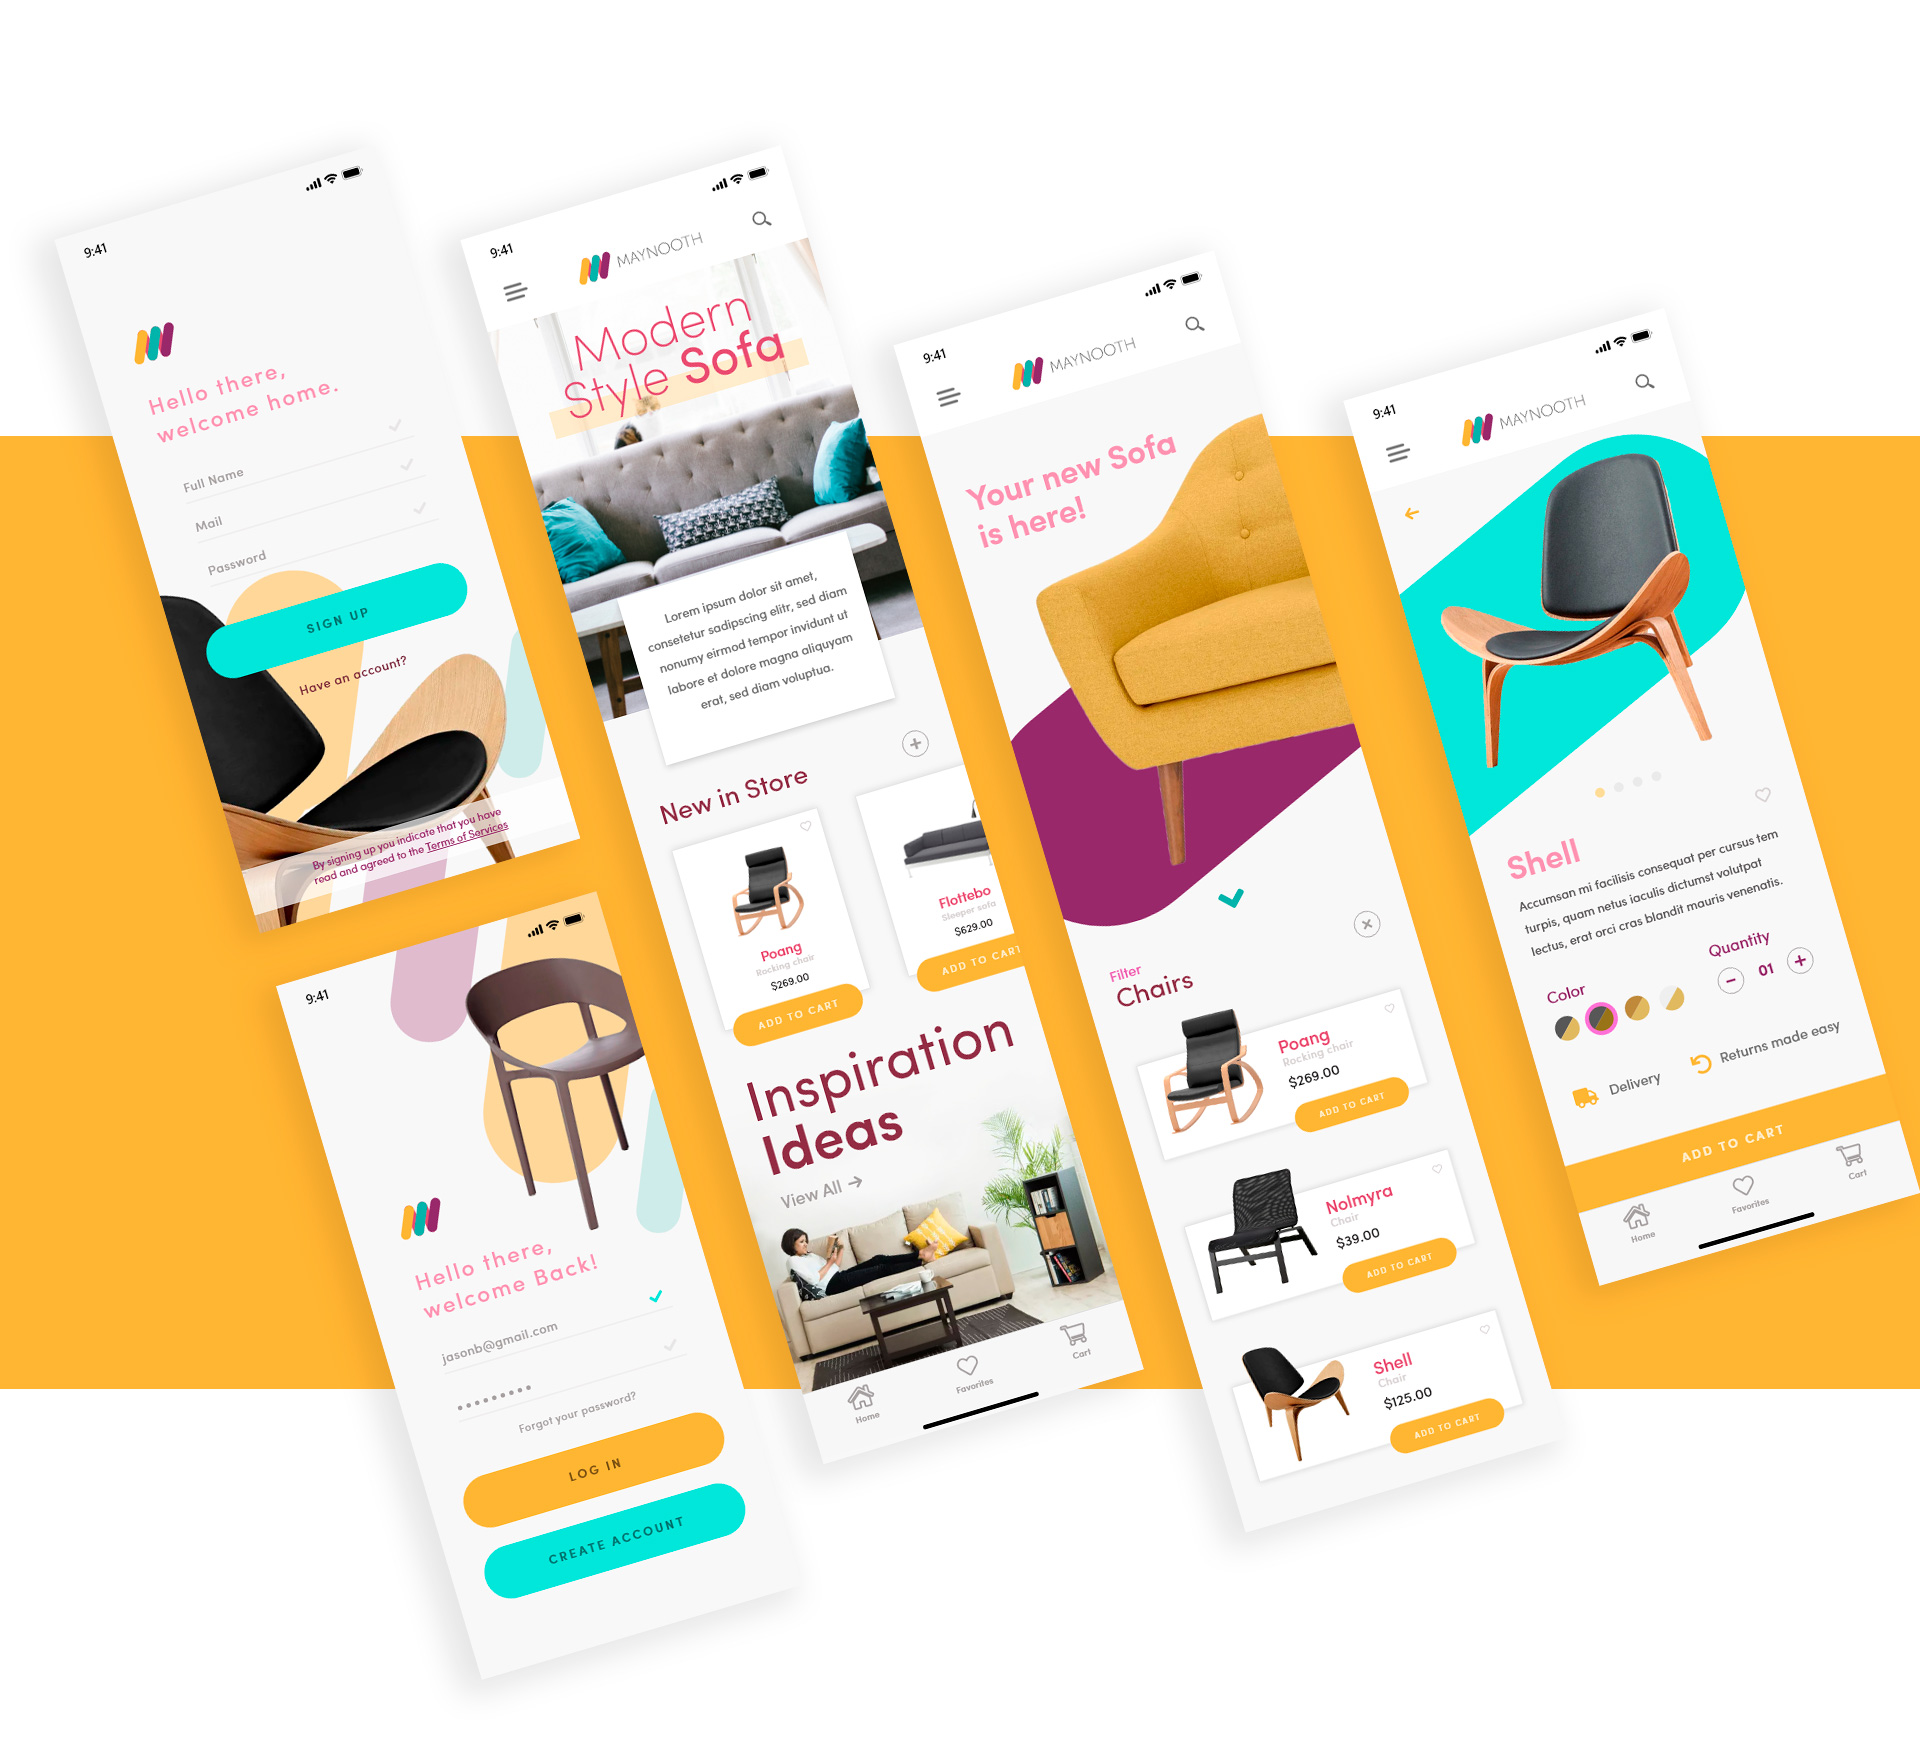 9:41
Hello there,
welcome home.
Full Name
Mail
Password
SIGN UP
Have an account?
By signing up you indicate that you have
read and agreed to the Terms of Services
9:41
Hello there,
welcome Back!
jasonb@gmail.com
Forgot your password?
LOG IN
CREATE ACCOUNT
9:41
MAYNOOTH
Modern
Style Sofa
Lorem ipsum dolor sit amet,
consetetur sadipscing elitr, sed diam
nonumy eirmod tempor invidunt ut
labore et dolore magna aliquyam
erat, sed diam voluptua.
New in Store
Poang
Rocking chair
$269.00
ADD TO CART
Flottebo
Sleeper sofa
$629.00
ADD TO CART
Inspiration
Ideas
View All
Home
Favorites
Cart
9:41
MAYNOOTH
Your new Sofa
is here!
Filter
Chairs
Poang
Rocking chair
$269.00
ADD TO CART
Nolmyra
Chair
$39.00
ADD TO CART
Shell
Chair
$125.00
ADD TO CART
9:41
MAYNOOTH
Shell
Accumsan mi facilisis consequat per cursus tem
turpis, quam netus iaculis dictumst volutpat
lectus, erat orci cras blandit mauris venenatis.
Color
Quantity
01
Delivery
Returns made easy
ADD TO CART
Home
Favorites
Cart